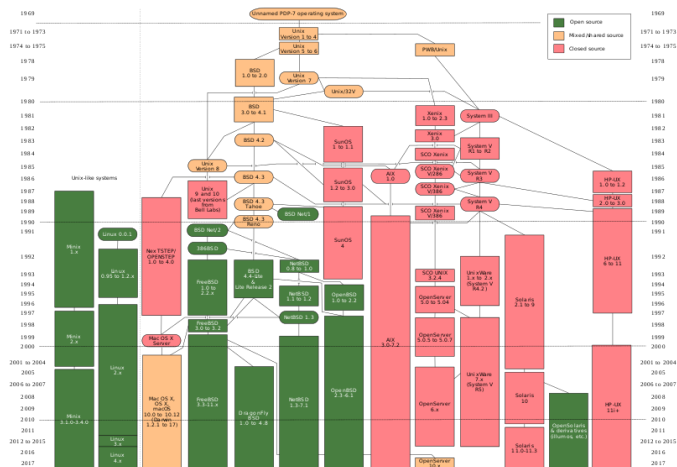 1969
Unnamed PDP-7 operating system
1969
Open source
Mixed/shared source
Closed source
1971 to 1973
Unix
Version 1 to 4
1971 to 1973
1974 to 1975
Unix
Version 5 to 6
PWB/Unix
1974 to 1975
1978
BSD
1.0 to 2.0
1978
1979
Unix
Version 7
Unix/32V
1979
1980
BSD
3.0 to 4.1
1980
1981
Xenix
1.0 to 2.3
System III
1981
1982
Xenix
3.0
1982
1983
BSD 4.2
SunOS
1 to 1.1
System V
R1 to R2
1983
1984
SCO Xenix
1984
1985
Unix
Version 8
SCO Xenix
V/286
1985
1986
Unix-like systems
BSD 4.3
AIX
1.0
System V
R3
HP-UX
1.0 to 1.2
1986
1987
Unix
9 and 10
(last versions
from
Bell Labs)
SunOS
1.2 to 3.0
SCO Xenix
V/386
1987
1988
BSD 4.3
Tahoe
System V
R4
HP-UX
2.0 to 3.0
1988
1989
BSD Net/1
SCO Xenix
V/386
1989
1990
BSD 4.3
Reno
1990
1991
Linux 0.0.1
BSD Net/2
1991
Minix
1.x
NexTSTEP/
OPENSTEP
1.0 to 4.0
386BSD
SunOS
4
HP-UX
6 to 11
1992
NetBSD
0.8 to 1.0
1992
1993
Linux
0.95 to 1.2.x
BSD
4.4-lite
&
Lite Release 2
SCO UNIX
3.2.4
UnixWare
1.x to 2.x
(System V
R4.2)
1993
1994
FreeBSD
1.0 to
2.2.x
1994
1995
NetBSD
1.1 to 1.2
OpenBSD
1.0 to 2.2
OpenServer
5.0 to 5.04
Solaris
2.1 to 9
1995
1996
1996
1997
NetBSD 1.3
1997
1998
FreeBSD
3.0 to 3.2
1998
1999
Minix
2.x
Mac OS X
Server
AIX
3.0-7.2
OpenServer
5.0.5 to 5.0.7
1999
2000
2000
2001 to 2004
Linux
2.x
2001 to 2004
2005
UnixWare
7.x
(System V
R5)
2005
2006 to 2007
Mac OS X,
OS X,
macOS
10.0 to 10.13
(Darwin
1.2.1 to 17)
FreeBSD
3.3-11.x
NetBSD
1.3-7.1
OpenBSD
2.3-6.1
OpenServer
6.x
Solaris
10
HP-UX
11i+
2006 to 2007
2008
2008
2009
Minix
3.1.0-3.4.0
DragonFly
BSD
1.0 to 4.8
2009
2010
2010
2011
OpenSolaris
& derivatives
(illumos, etc.)
2011
2012 to 2015
Linux
3.x
Solaris
11.0-11.3
2012 to 2015
2016
Linux
4.x
2016
2017
OpenServer
10.x
2017